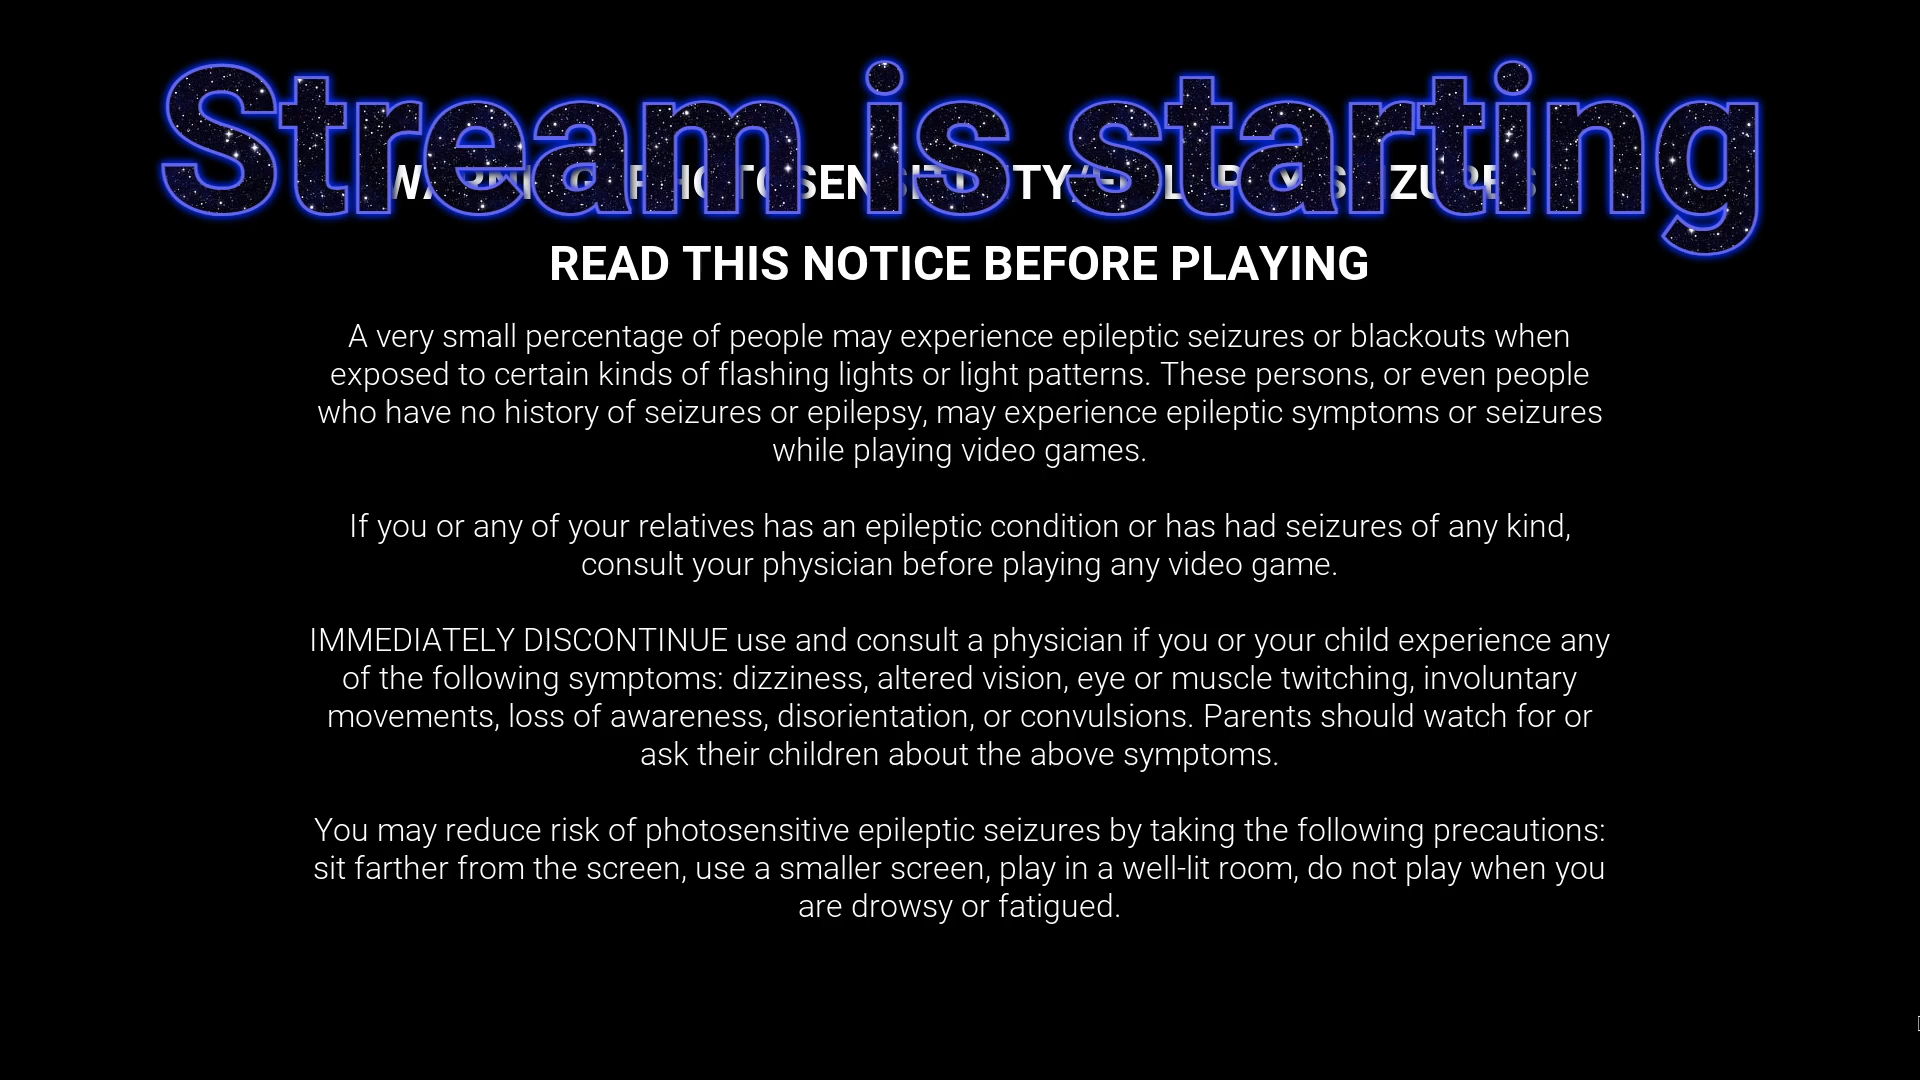 Stream is starting
WARNING: PHOTOSENSITIVITY/EPILEPSY SEIZURES
READ THIS NOTICE BEFORE PLAYING
A very small percentage of people may experience epileptic seizures or blackouts when
exposed to certain kinds of flashing lights or light patterns. These persons, or even people
who have no history of seizures or epilepsy, may experience epileptic symptoms or seizures
while playing video games.
If you or any of your relatives has an epileptic condition or has had seizures of any kind,
consult your physician before playing any video game.
IMMEDIATELY DISCONTINUE use and consult a physician if you or your child experience any
of the following symptoms: dizziness, altered vision, eye or muscle twitching, involuntary
movements, loss of awareness, disorientation, or convulsions. Parents should watch for or
ask their children about the above symptoms.
You may reduce risk of photosensitive epileptic seizures by taking the following precautions:
sit farther from the screen, use a smaller screen, play in a well-lit room, do not play when you
are drowsy or fatigued.